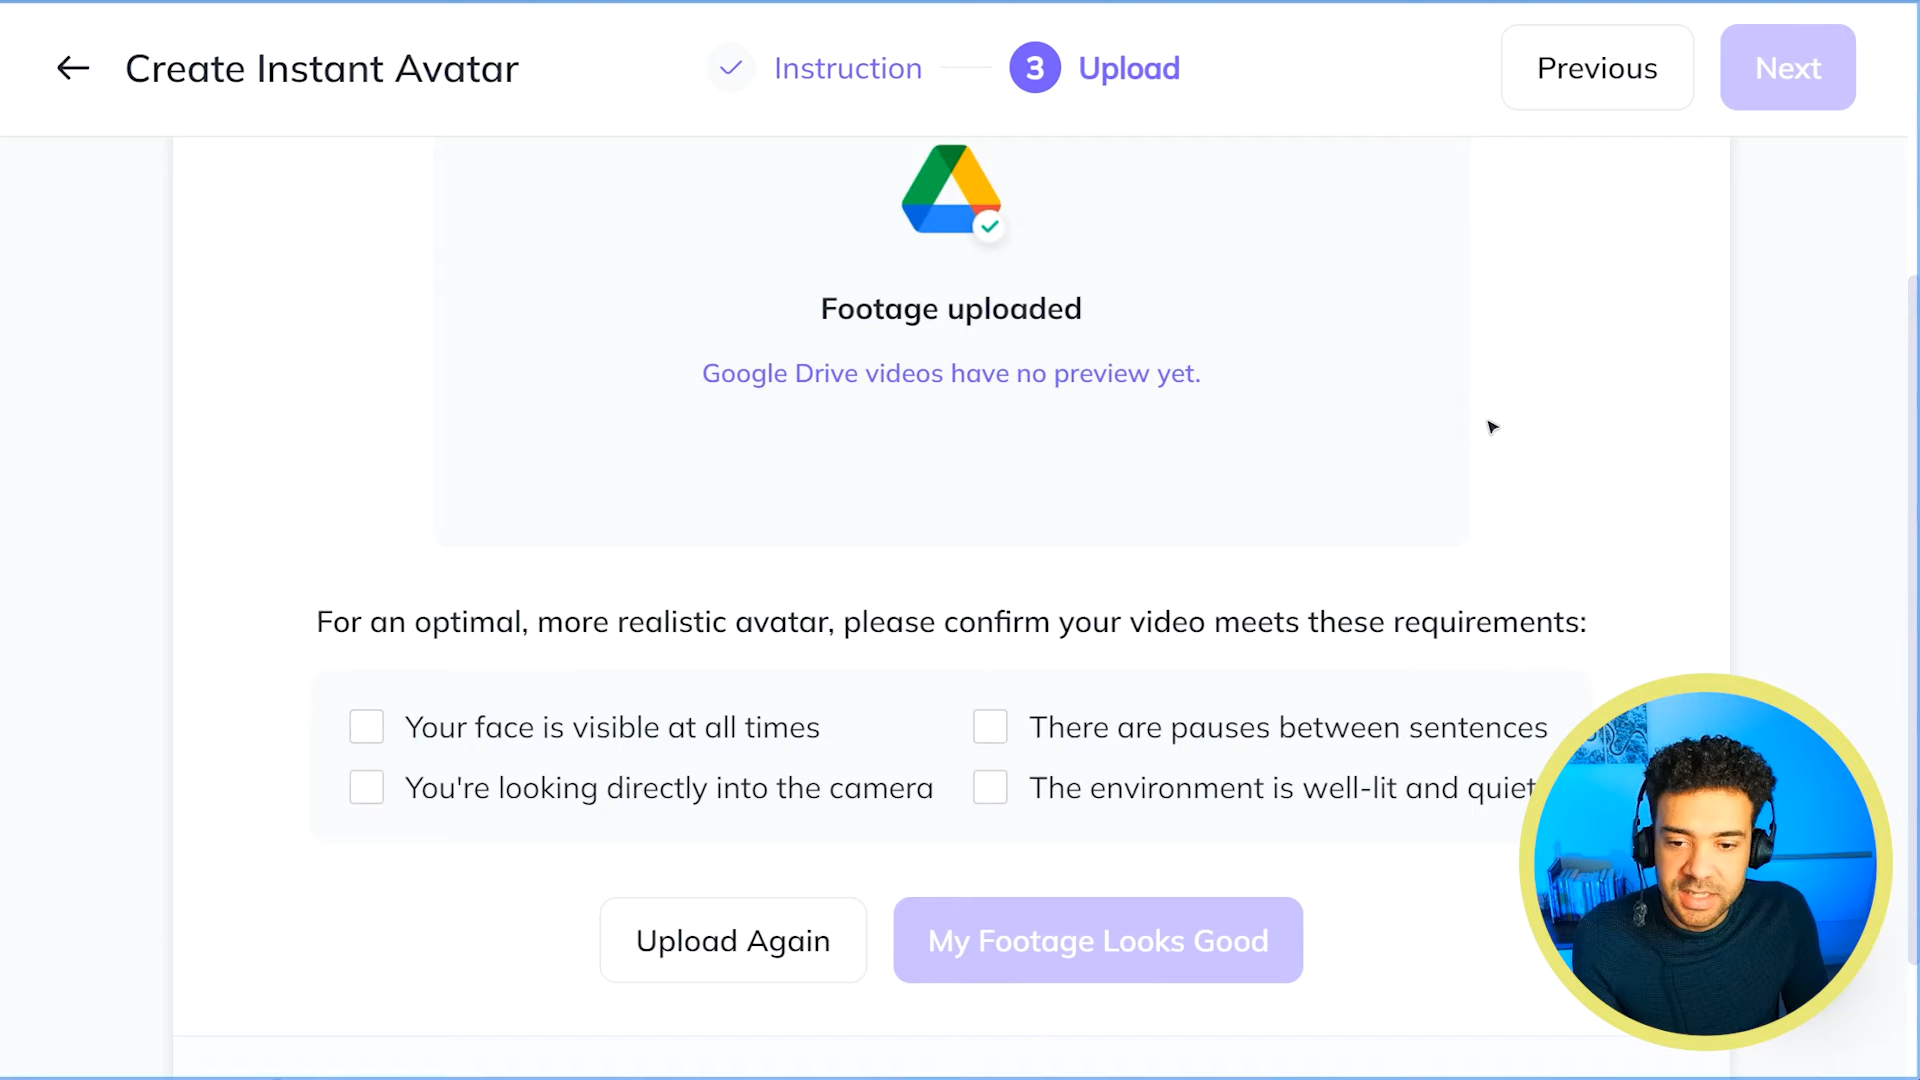 Create Instant Avatar
Instruction
3
Upload
Previous
Next
Footage uploaded
Google Drive videos have no preview yet.
For an optimal, more realistic avatar, please confirm your video meets these requirements:
Your face is visible at all times
There are pauses between sentences
You're looking directly into the camera
The environment is well-lit and quiet
Upload Again
My Footage Looks Good